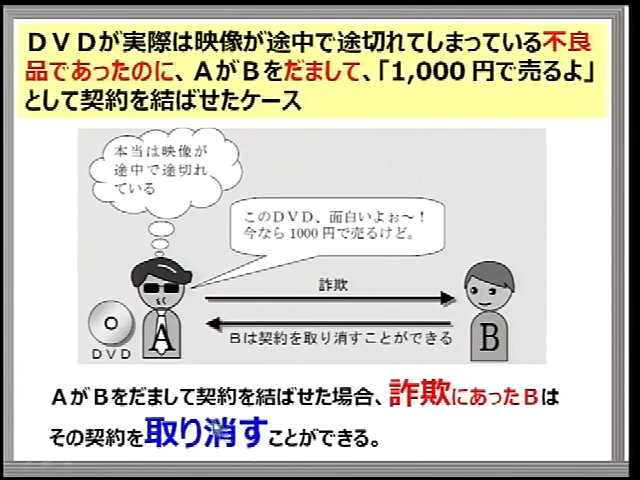 ＤＶＤが実際は映像が途中で途切れてしまっている不良
品であったのに、ＡがＢをだまして、「1,000 円で売るよ」
として契約を結ばせたケース
本当は映像が
途中で途切れ
ている
このＤＶＤ、面白いよぉ～！
今なら 1000 円で売るけど。
詐欺
Ｂは契約を取り消すことができる
A
B
ＤＶＤ
ＡがＢをだまして契約を結ばせた場合、詐欺にあったＢは
その契約を取り消すことができる。